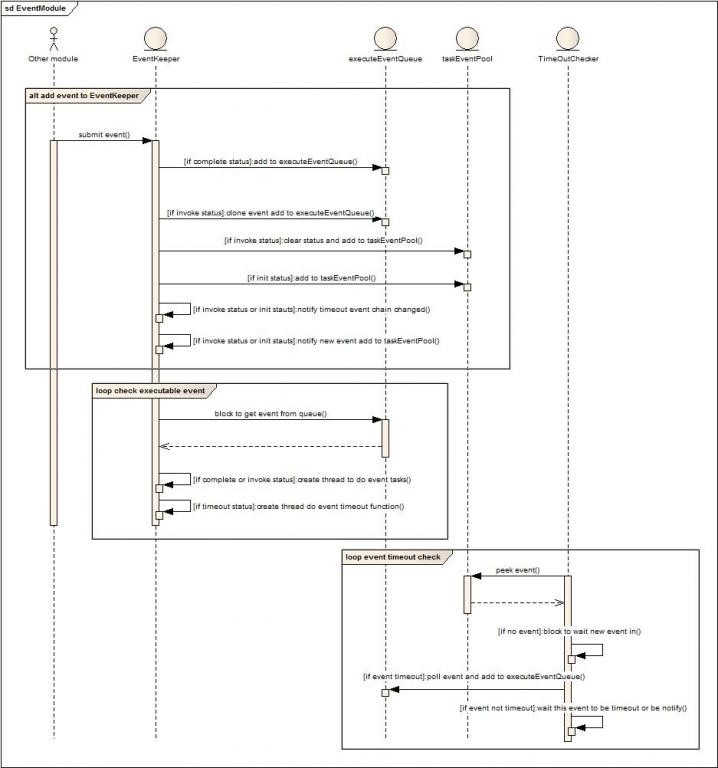 sd EventModule
Other module
EventKeeper
executeEventQueue
taskEventPool
TimeOutChecker
alt add event to EventKeeper
submit event()
[if complete status]:add to executeEventQueue()
[if invoke status]:clone event add to executeEventQueue()
[if invoke status]:clear status and add to taskEventPool()
[if init status]:add to taskEventPool()
[if invoke status or init stauts]:notify timeout event chain changed()
[if invoke status or init stauts]:notify new event add to taskEventPool()
loop check executable event
block to get event from queue()
[if complete or invoke status]:create thread to do event tasks()
[if timeout status]:create thread do event timeout function()
loop event timeout check
peek event()
[if no event]:block to wait new event in()
[if event timeout]:poll event and add to executeEventQueue()
[if event not timeout]:wait this event to be timeout or be notify()